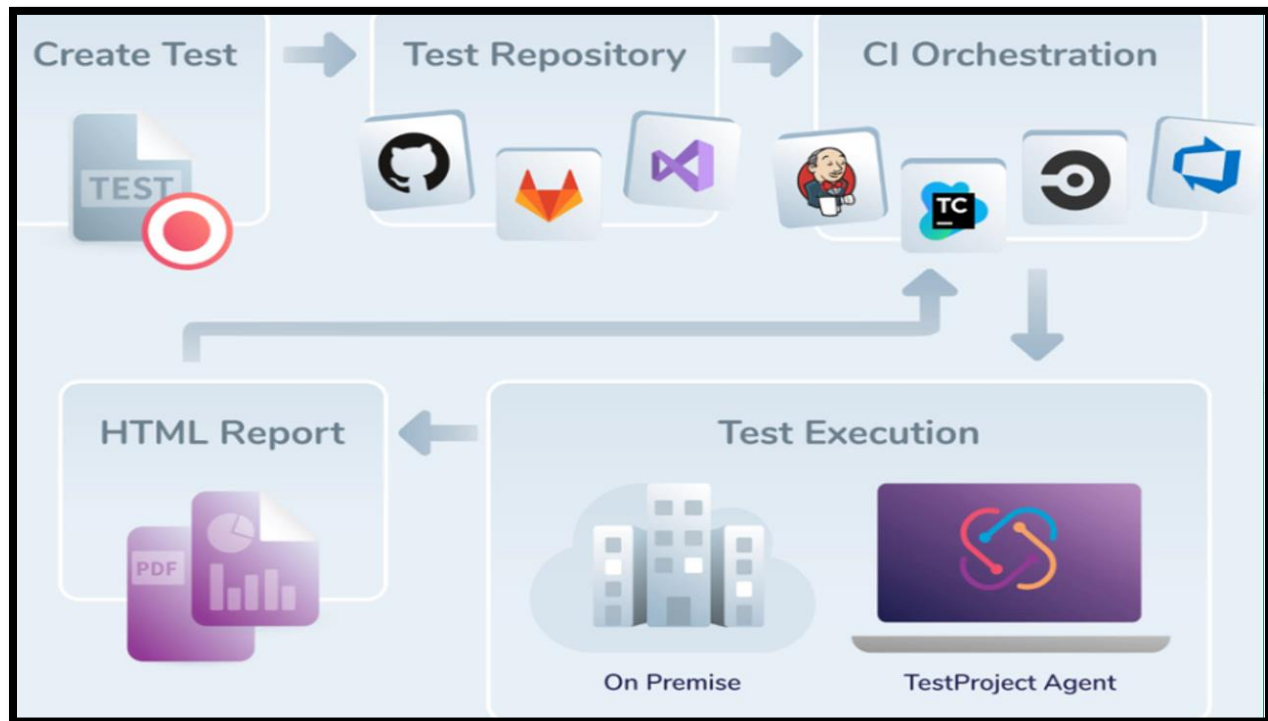 Create Test
Test Repository
CI Orchestration
TEST
TC
HTML Report
Test Execution
PDF
On Premise
TestProject Agent